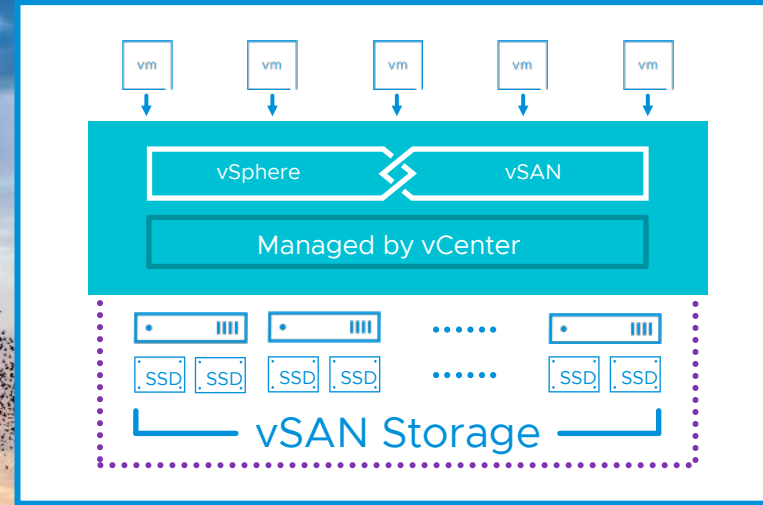 vm vm vm vm vm
vSphere vSAN
Managed by vCenter
SSD SSD SSD SSD SSD SSD
vSAN Storage